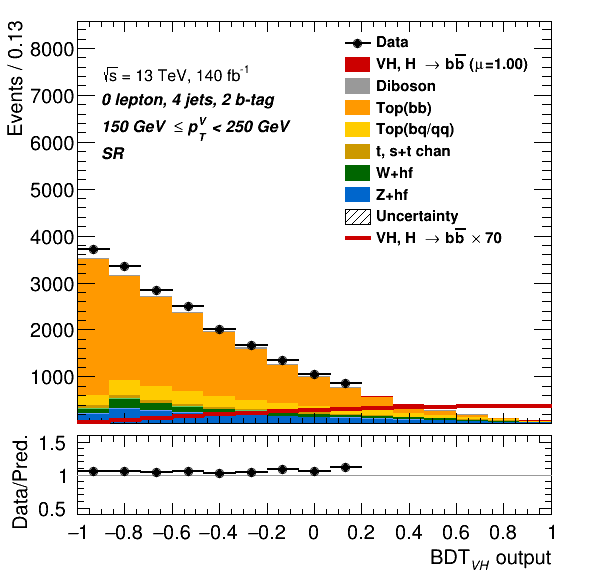 Events / 0.13
8000
7000
6000
5000
4000
3000
2000
1000
√s = 13 TeV, 140 fb⁻¹
0 lepton, 4 jets, 2 b-tag
150 GeV ≤ p_T^V < 250 GeV
SR
Data
VH, H → bb̅ (μ=1.00)
Diboson
Top(bb)
Top(bq/qq)
t, s+t chan
W+hf
Z+hf
Uncertainty
VH, H → bb̅ × 70
Data/Pred.
1.5
1
0.5
−1 −0.8 −0.6 −0.4 −0.2 0 0.2 0.4 0.6 0.8 1
BDT_VH output